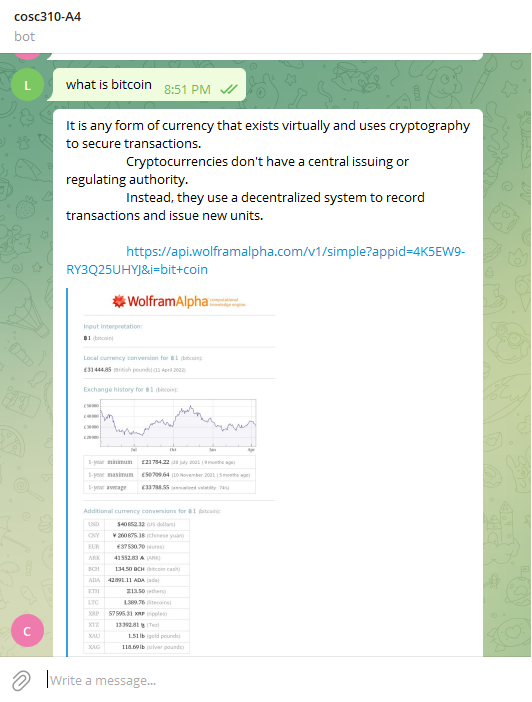 cosc310-A4
bot
L
what is bitcoin 8:51 PM
It is any form of currency that exists virtually and uses cryptography
to secure transactions.
Cryptocurrencies don't have a central issuing or
regulating authority.
Instead, they use a decentralized system to record
transactions and issue new units.
https://api.wolframalpha.com/v1/simple?appid=4K5EW9-
RY3Q25UHYJ&i=bit+coin
WolframAlpha computational knowledge engine
Input interpretation:
฿1 (bitcoin)
Local currency conversion for ฿1 (bitcoin):
£31444.85 (British pounds) (11 April 2022)
Exchange history for ฿1 (bitcoin):
£50000
£40000
£30000
£20000
Jul Oct Jan Apr
1-year minimum £21784.22 (20 July 2021 | 9 months ago)
1-year maximum £50709.64 (10 November 2021 | 5 months ago)
1-year average £33788.55 (annualized volatility: 74%)
Additional currency conversions for ฿1 (bitcoin):
USD $40852.32 (US dollars)
CNY ¥260875.18 (Chinese yuan)
EUR €37530.70 (euros)
ARK 41552.83 (ARK)
BCH 134.50 BCH (bitcoin cash)
ADA 42891.11 ADA (ada)
ETH Ξ13.50 (ethers)
LTC 1389.76 (litecoins)
XRP 57595.31 XRP (ripples)
XTZ 13392.81 ꜩ (Tez)
XAU 1.51 lb (gold pounds)
XAG 118.69 lb (silver pounds)
C
Write a message...